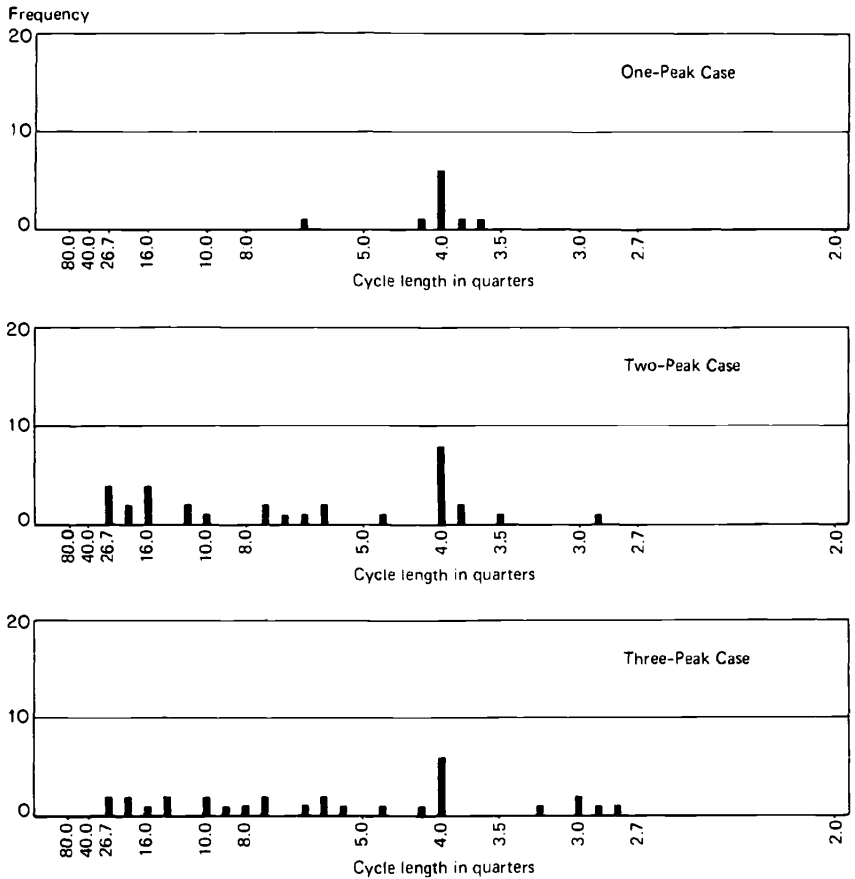 Frequency
20
One-Peak Case
10
0
80.0 40.0 26.7 16.0 10.0 8.0 5.0 4.0 3.5 3.0 2.7 2.0
Cycle length in quarters
20
Two-Peak Case
10
0
80.0 40.0 26.7 16.0 10.0 8.0 5.0 4.0 3.5 3.0 2.7 2.0
Cycle length in quarters
20
Three-Peak Case
10
0
80.0 40.0 26.7 16.0 10.0 8.0 5.0 4.0 3.5 3.0 2.7 2.0
Cycle length in quarters